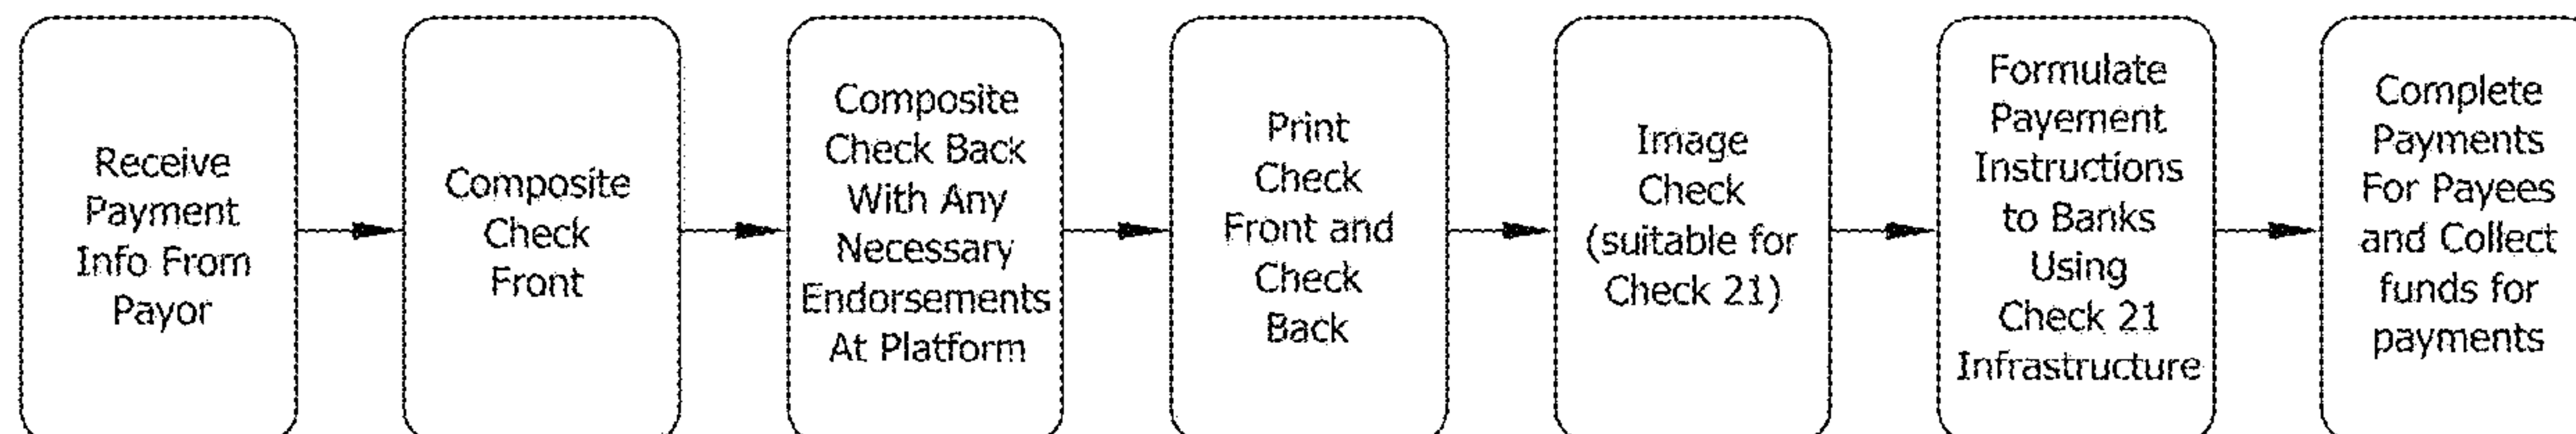 Receive
Payment
Info From
Payor
Composite
Check
Front
Composite
Check Back
With Any
Necessary
Endorsements
At Platform
Print
Check
Front and
Check
Back
Image
Check
(suitable for
Check 21)
Formulate
Payement
Instructions
to Banks
Using
Check 21
Infrastructure
Complete
Payments
For Payees
and Collect
funds for
payments